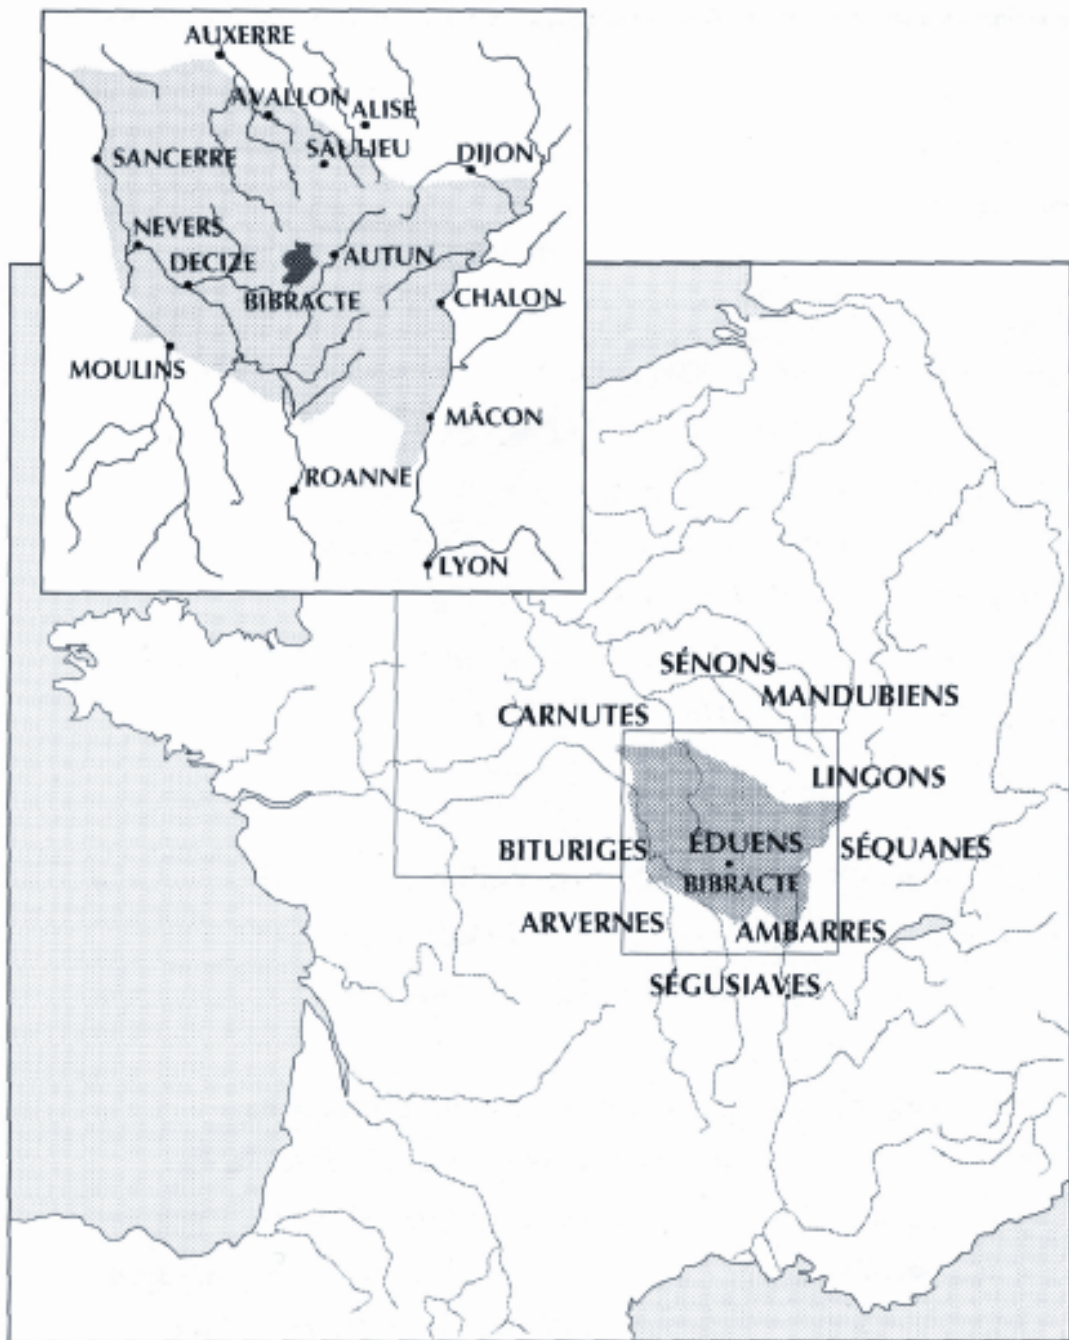 AUXERRE
AVALLON
ALISE
SANCERRE
SAULIEU
DIJON
NEVERS
DECIZE
AUTUN
BIBRACTE
CHALON
MOULINS
MÂCON
ROANNE
LYON
SÉNONS
MANDUBIENS
CARNUTES
LINGONS
BITURIGES
ÉDUENS
SÉQUANES
BIBRACTE
ARVERNES
AMBARRES
SÉGUSIAVES